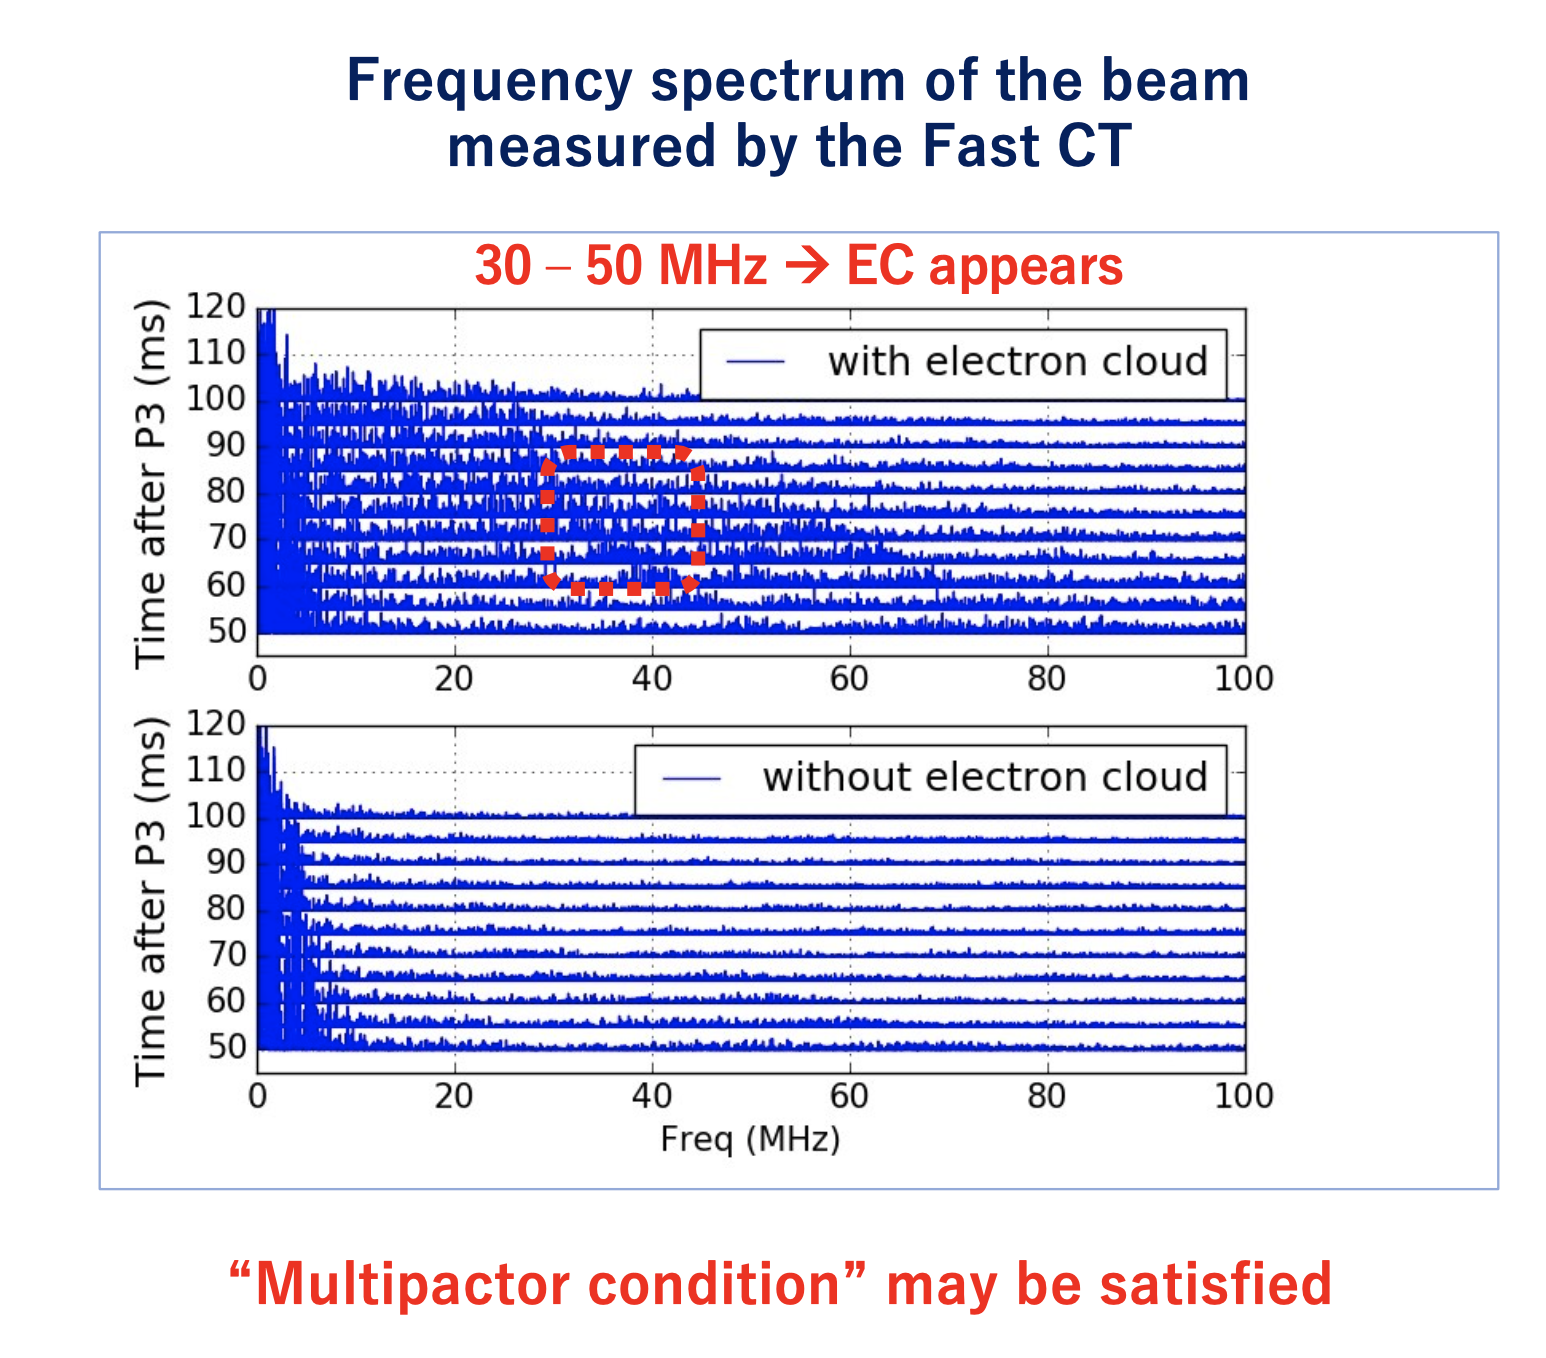 Frequency spectrum of the beam
measured by the Fast CT
30 – 50 MHz → EC appears
Time after P3 (ms)
120
110
100
90
80
70
60
50
with electron cloud
0 20 40 60 80 100
Time after P3 (ms)
120
110
100
90
80
70
60
50
without electron cloud
0 20 40 60 80 100
Freq (MHz)
“Multipactor condition” may be satisfied